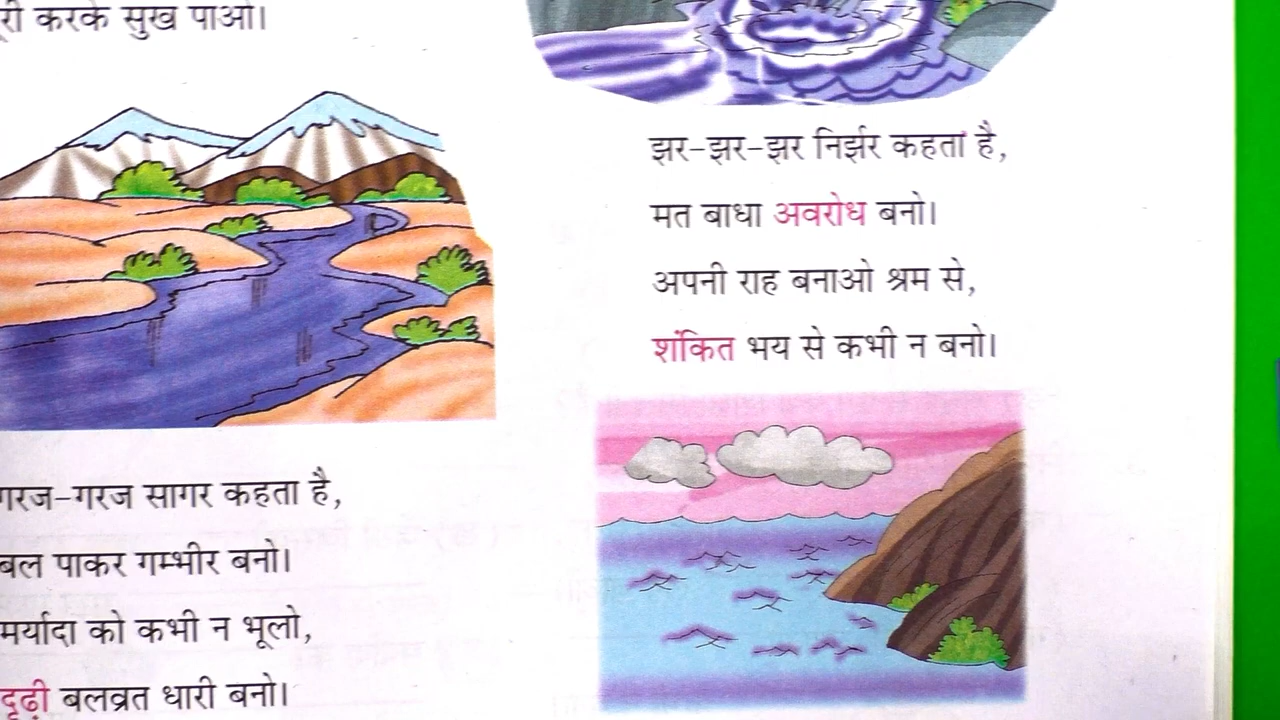 करके सुख पाओ।
झर-झर-झर निर्झर कहता है,
मत बाधा अवरोध बनो।
अपनी राह बनाओ श्रम से,
शंकित भय से कभी न बनो।
गरज-गरज सागर कहता है,
बल पाकर गम्भीर बनो।
मर्यादा को कभी न भूलो,
दृढ़ी बलव्रत धारी बनो।